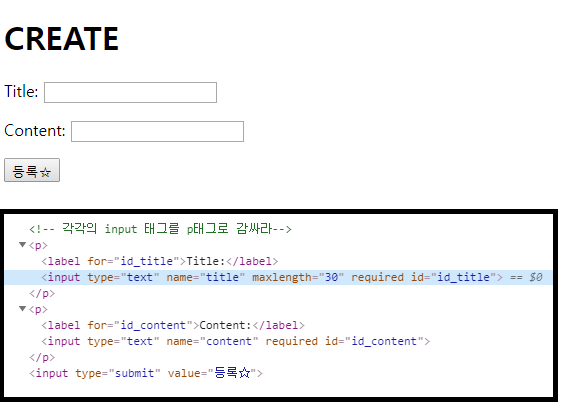 CREATE
Title:
Content:
등록☆
<!-- 각각의 input 태그를 p태그로 감싸라-->
▼<p>
<label for="id_title">Title:</label>
<input type="text" name="title" maxlength="30" required id="id_title"> == $0
</p>
▼<p>
<label for="id_content">Content:</label>
<input type="text" name="content" required id="id_content">
</p>
<input type="submit" value="등록☆">